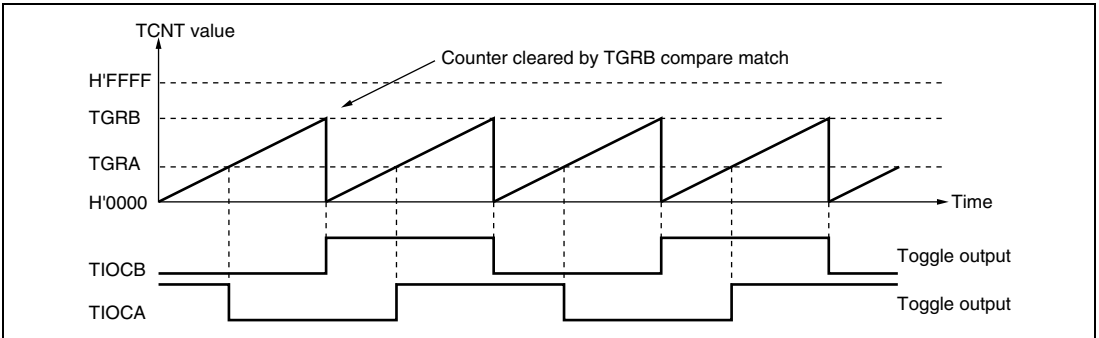 TCNT value
Counter cleared by TGRB compare match
H'FFFF
TGRB
TGRA
H'0000
Time
TIOCB
Toggle output
TIOCA
Toggle output